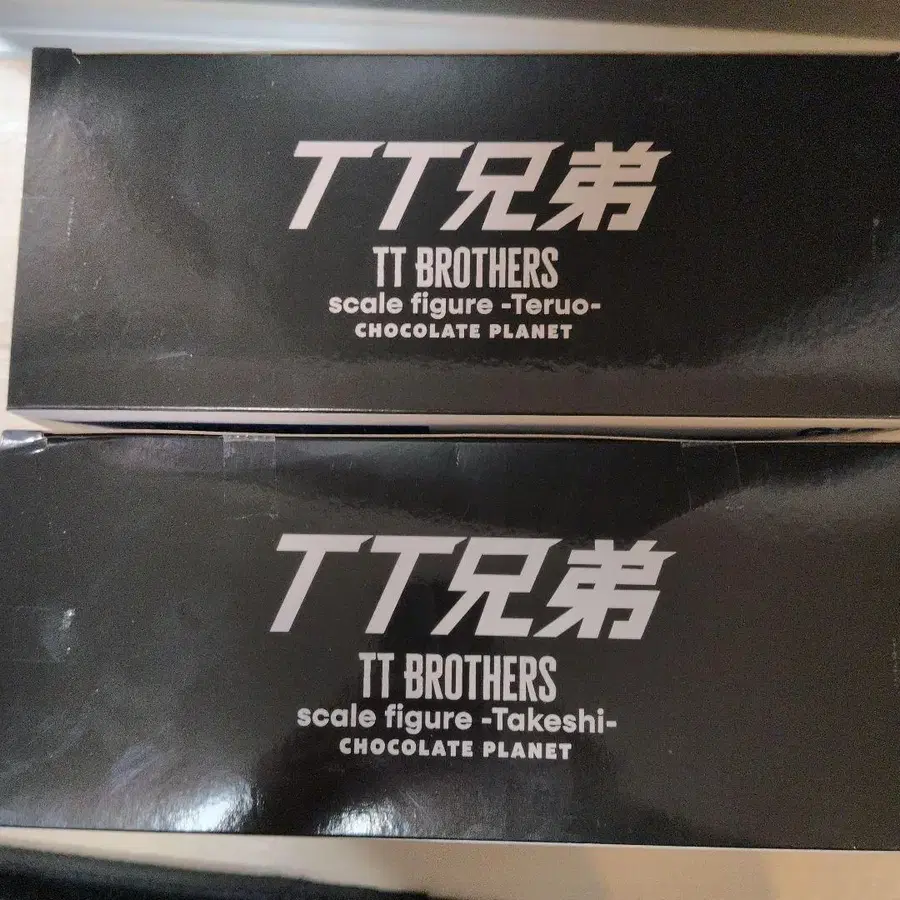 TT兄弟
TT BROTHERS
scale figure -Teruo-
CHOCOLATE PLANET
TT兄弟
TT BROTHERS
scale figure -Takeshi-
CHOCOLATE PLANET